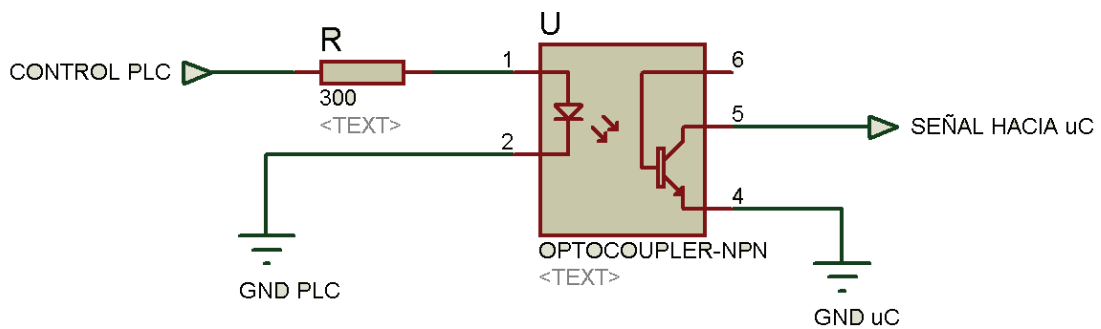 U
R
1
6
CONTROL PLC
300
<TEXT>
5
SEÑAL HACIA uC
2
4
OPTOCOUPLER-NPN
<TEXT>
GND PLC
GND uC